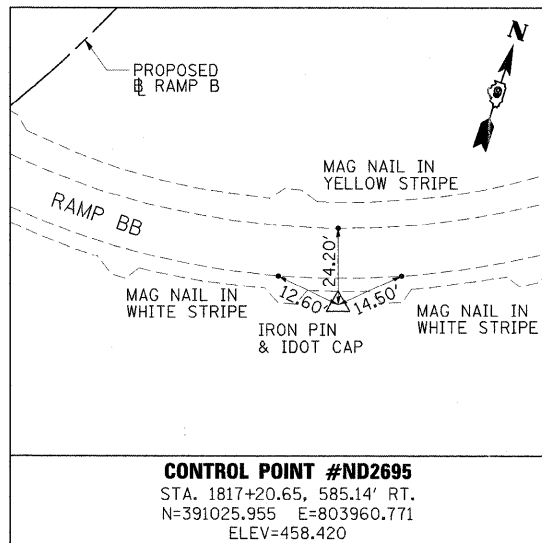 N
PROPOSED
℄ RAMP B
MAG NAIL IN
YELLOW STRIPE
RAMP BB
24.20'
12.60'
14.50'
MAG NAIL IN
WHITE STRIPE
MAG NAIL IN
WHITE STRIPE
IRON PIN
& IDOT CAP
CONTROL POINT #ND2695
STA. 1817+20.65, 585.14' RT.
N=391025.955 E=803960.771
ELEV=458.420